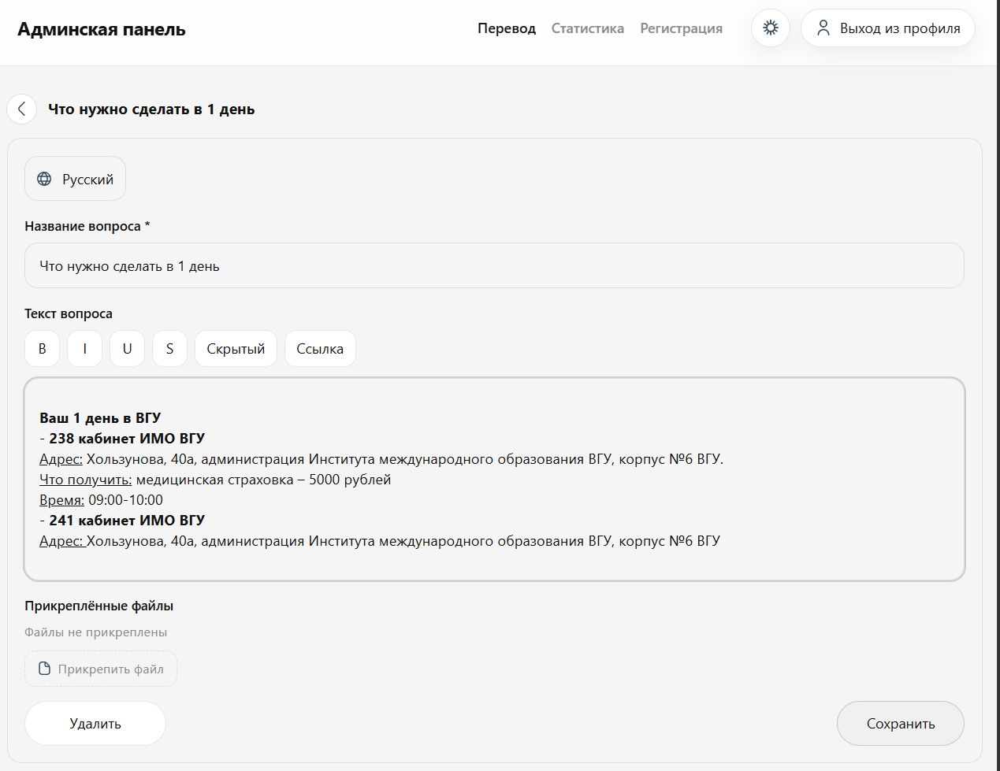 Админская панель
Перевод Статистика Регистрация Выход из профиля
Что нужно сделать в 1 день
Русский
Название вопроса *
Что нужно сделать в 1 день
Текст вопроса
B I U S Скрытый Ссылка
Ваш 1 день в ВГУ
- 238 кабинет ИМО ВГУ
Адрес: Хользунова, 40а, администрация Института международного образования ВГУ, корпус №6 ВГУ.
Что получить: медицинская страховка – 5000 рублей
Время: 09:00-10:00
- 241 кабинет ИМО ВГУ
Адрес: Хользунова, 40а, администрация Института международного образования ВГУ, корпус №6 ВГУ
Прикреплённые файлы
Файлы не прикреплены
Прикрепить файл
Удалить Сохранить